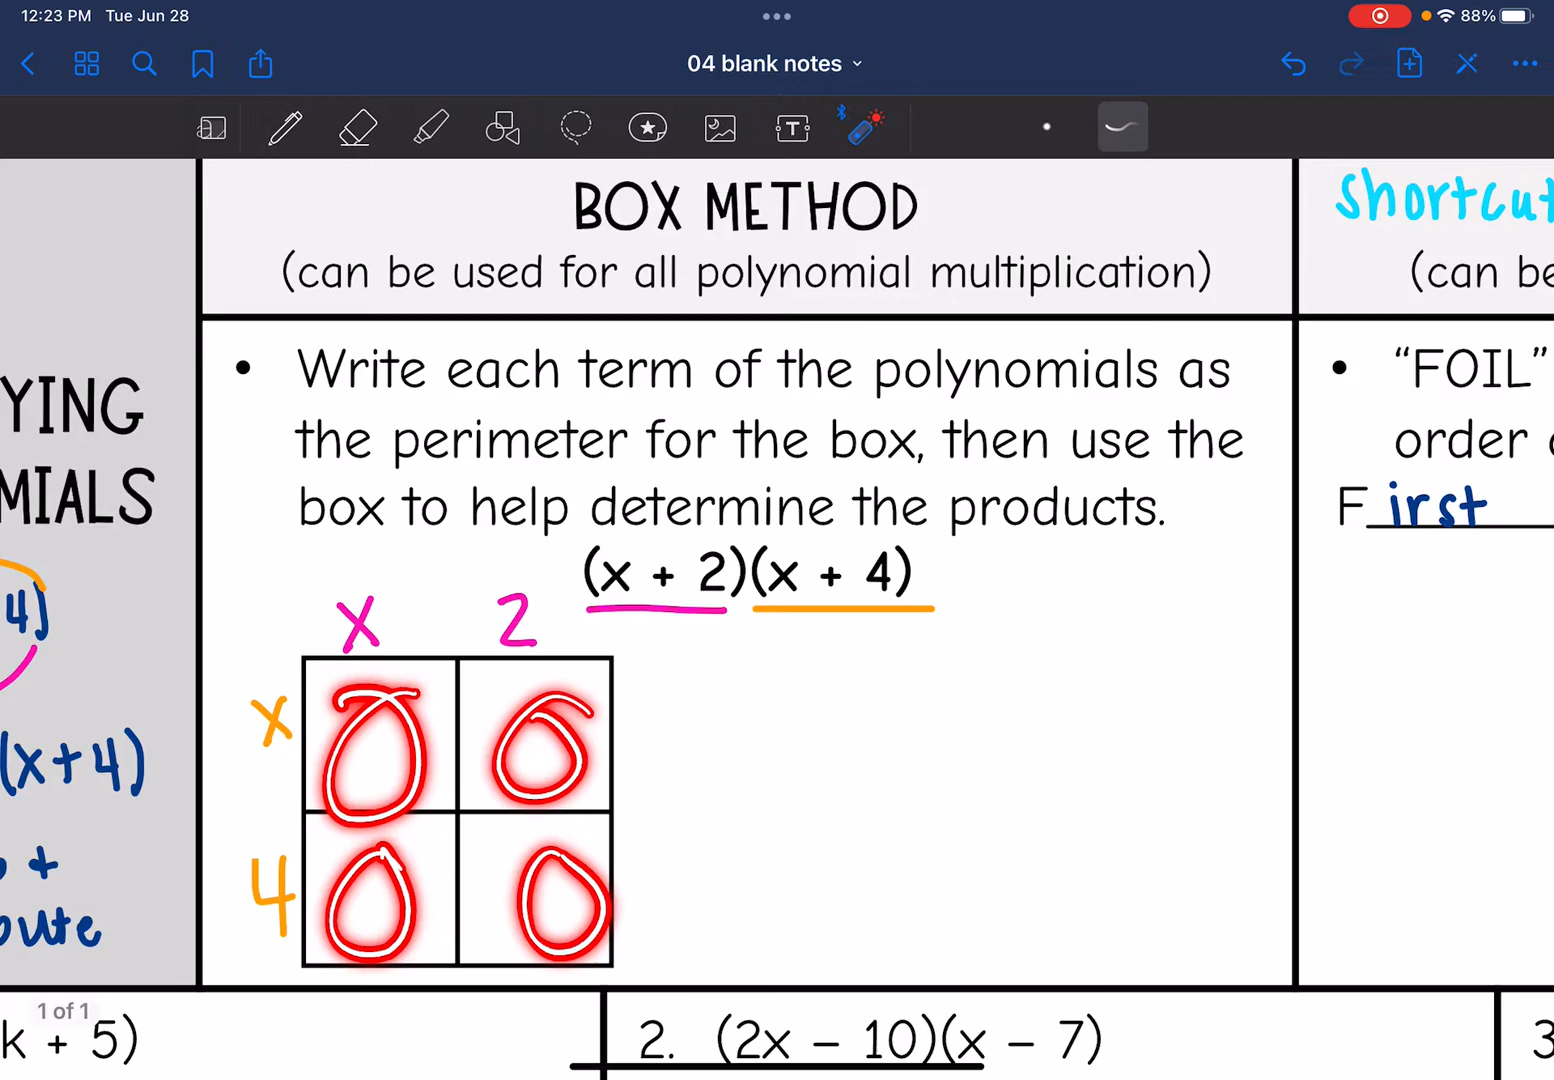 12:23 PM Tue Jun 28
88%
04 blank notes
T
BOX METHOD
(can be used for all polynomial multiplication)
shortcut
(can be
YING
MIALS
4)
(x+4)
+
bute
• Write each term of the polynomials as
the perimeter for the box, then use the
box to help determine the products.
(x + 2)(x + 4)
x 2
x
4
• “FOIL”
order
First
1 of 1
k + 5)
2. (2x – 10)(x – 7)
3